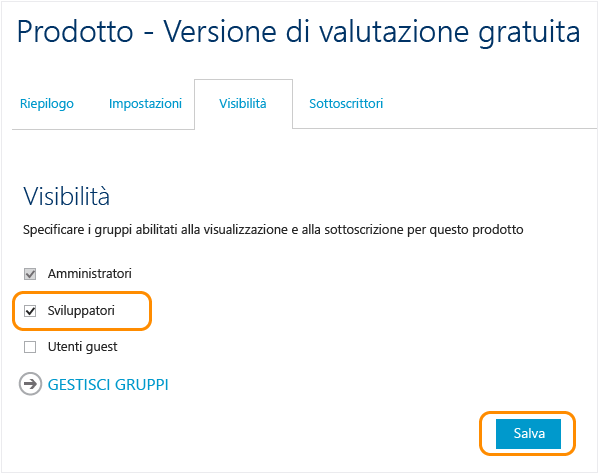 Prodotto - Versione di valutazione gratuita
Riepilogo Impostazioni Visibilità Sottoscrittori
Visibilità
Specificare i gruppi abilitati alla visualizzazione e alla sottoscrizione per questo prodotto
Amministratori
Sviluppatori
Utenti guest
GESTISCI GRUPPI
Salva